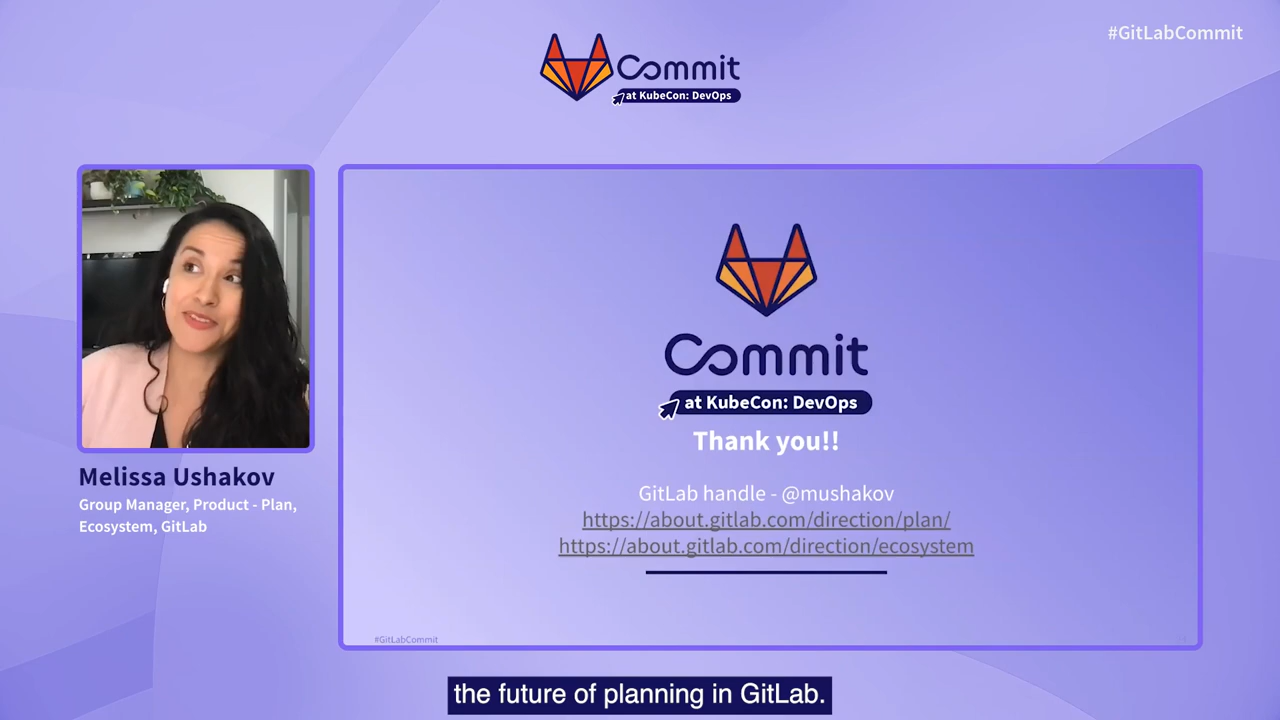 #GitLabCommit
Commit
at KubeCon: DevOps
Commit
at KubeCon: DevOps
Thank you!!
GitLab handle - @mushakov
https://about.gitlab.com/direction/plan/
https://about.gitlab.com/direction/ecosystem
#GitLabCommit
Melissa Ushakov
Group Manager, Product - Plan,
Ecosystem, GitLab
the future of planning in GitLab.